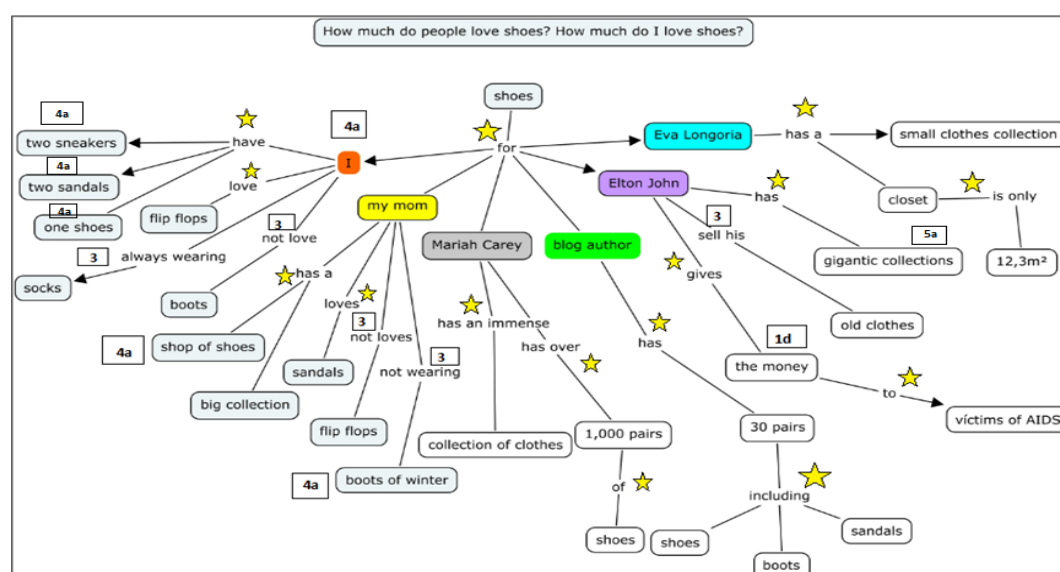 How much do people love shoes? How much do I love shoes?
shoes
4a
4a
Eva Longoria
has a
small clothes collection
two sneakers
have
for
I
4a
two sandals
love
Elton John
has
closet
is only
4a
one shoes
flip flops
my mom
3
sell his
3
not love
Mariah Carey
blog author
5a
3
always wearing
gigantic collections
12,3m²
socks
has a
gives
boots
loves
has an immense
old clothes
3
not loves
has
1d
4a
shop of shoes
has over
3
not wearing
the money
sandals
to
big collection
víctims of AIDS
flip flops
collection of clothes
1,000 pairs
30 pairs
4a
boots of winter
of
including
shoes
shoes
sandals
boots